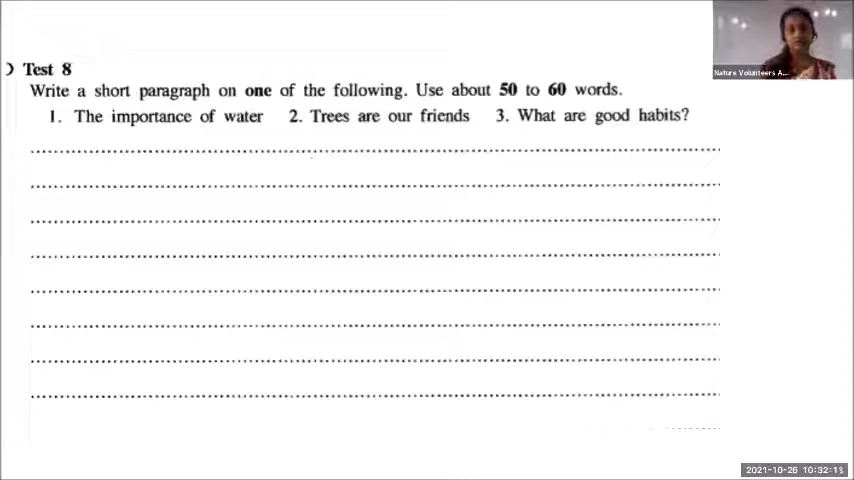 ) Test 8
Write a short paragraph on one of the following. Use about 50 to 60 words.
1. The importance of water 2. Trees are our friends 3. What are good habits?
Nature Volunteers A...
2021-10-26 10:32:19